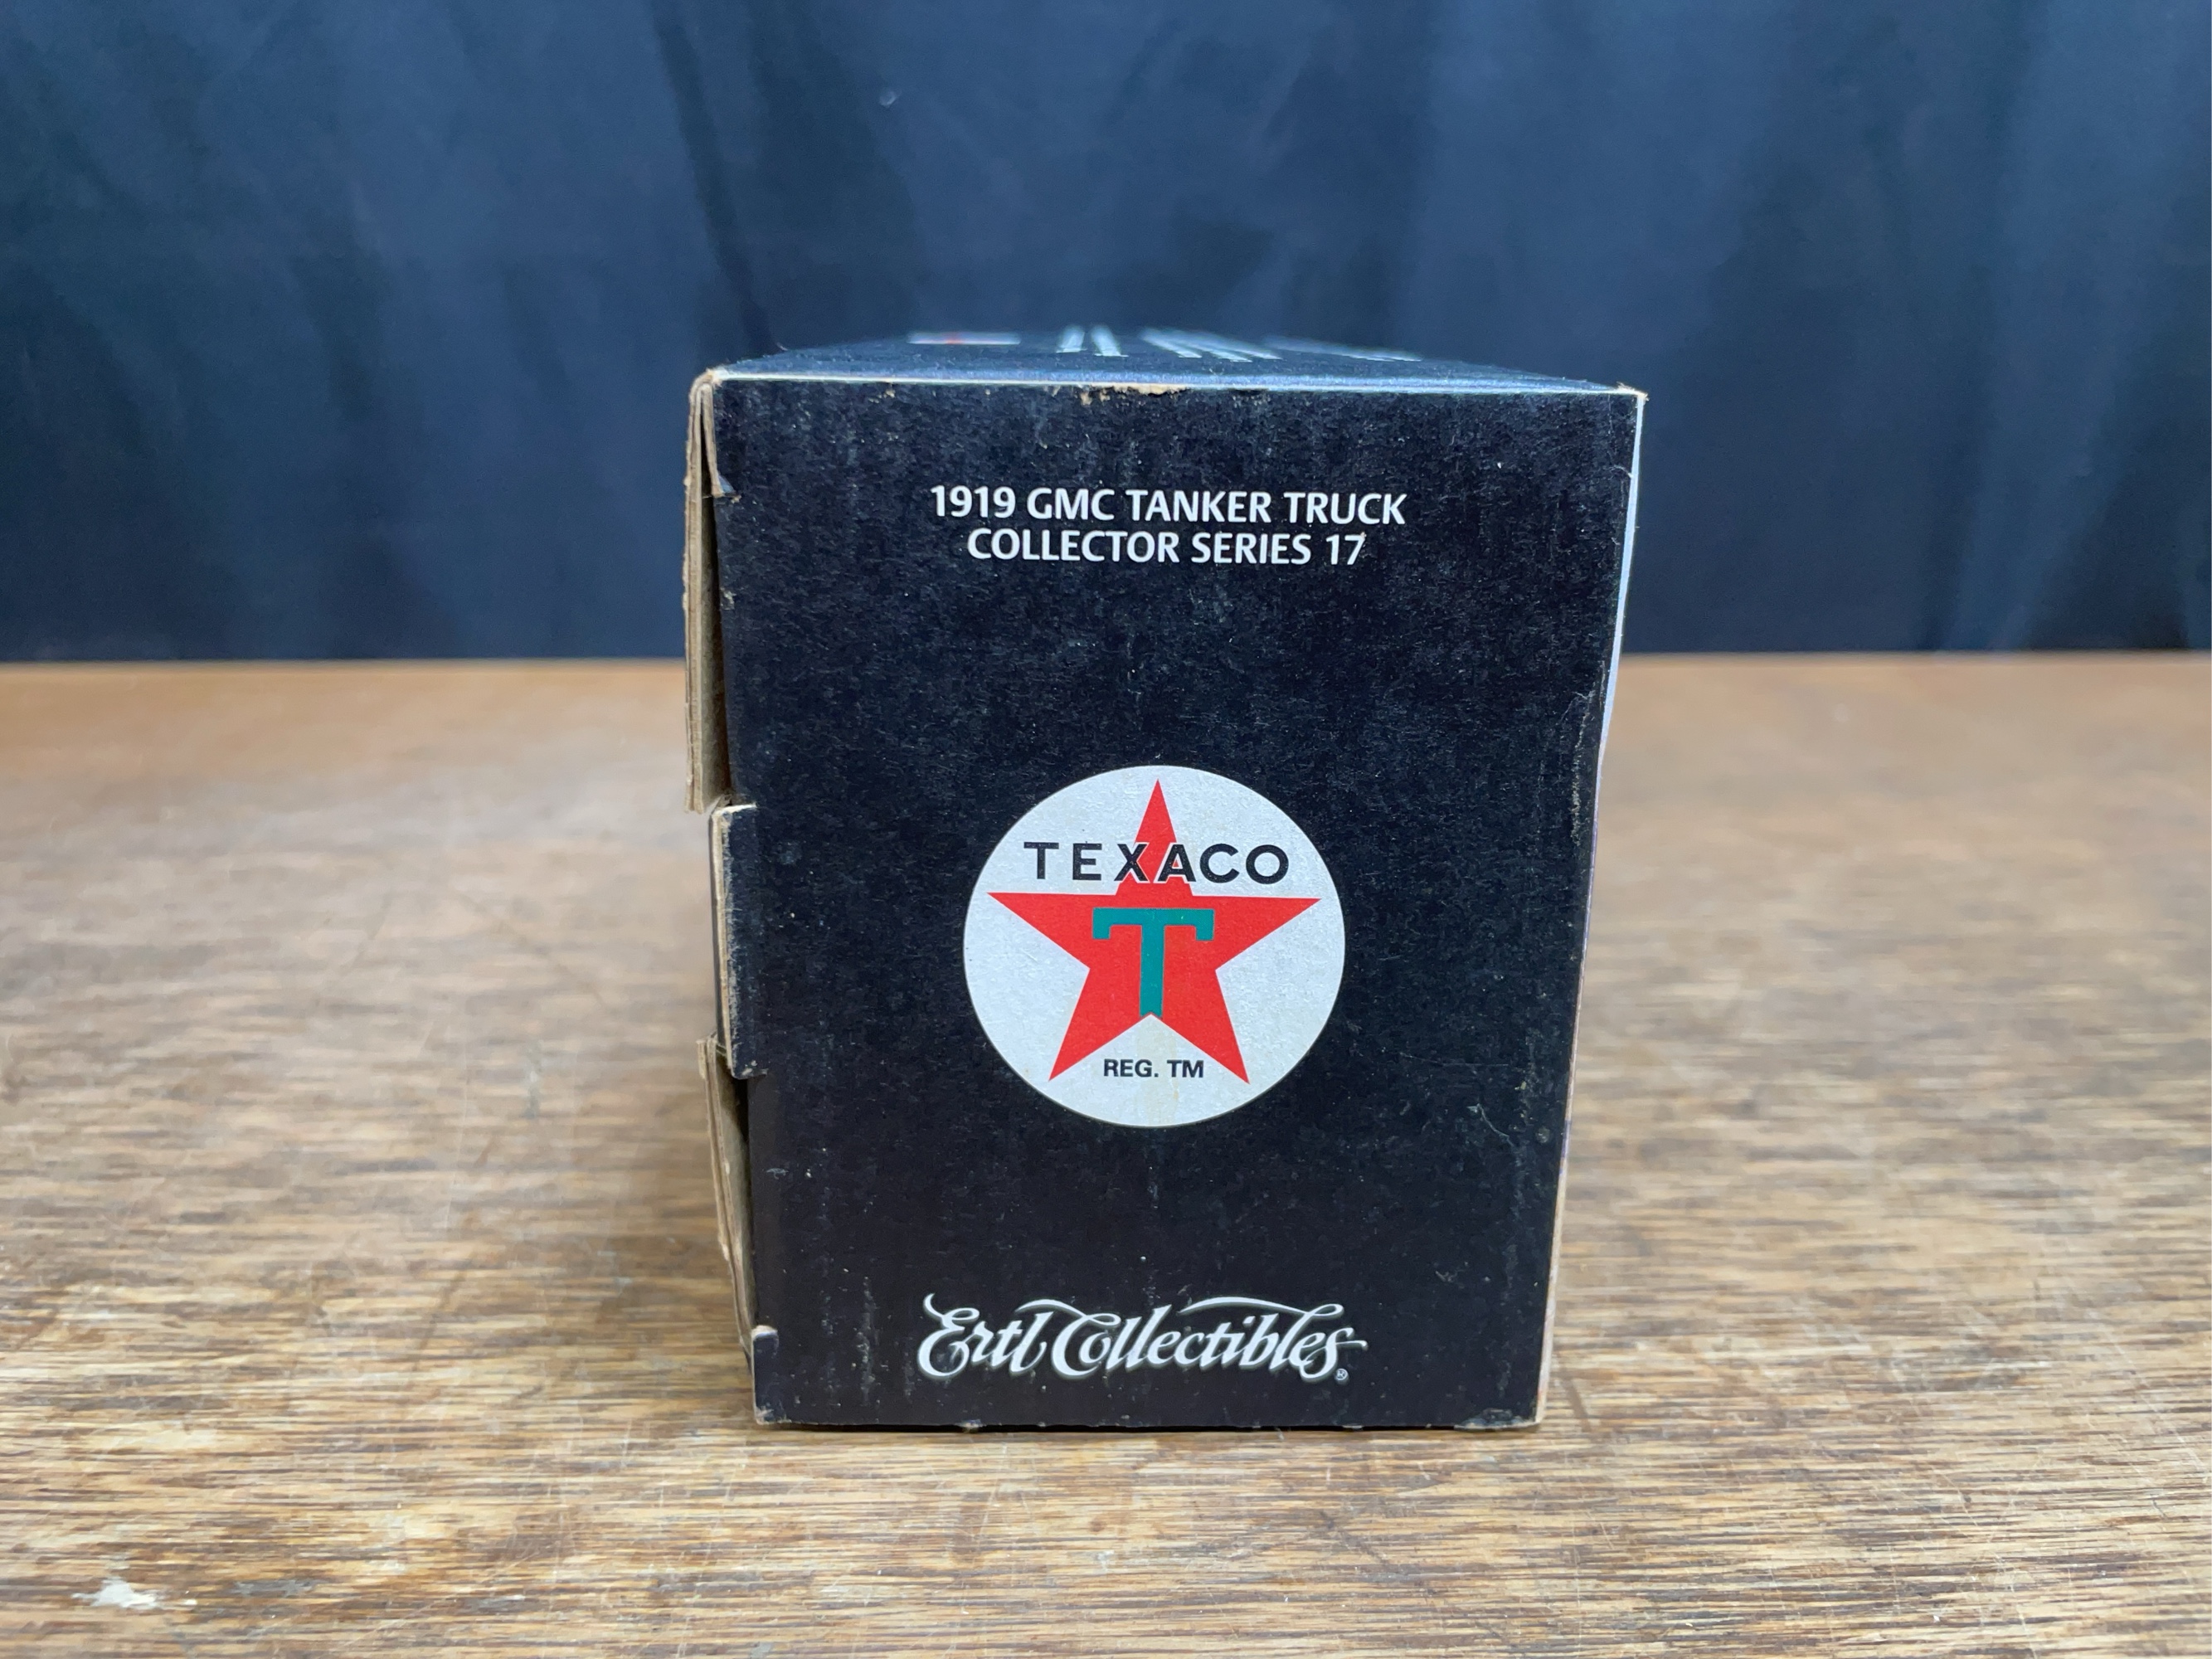 1919 GMC TANKER TRUCK
COLLECTOR SERIES 17
TEXACO
T
REG. TM
Ertl Collectibles®